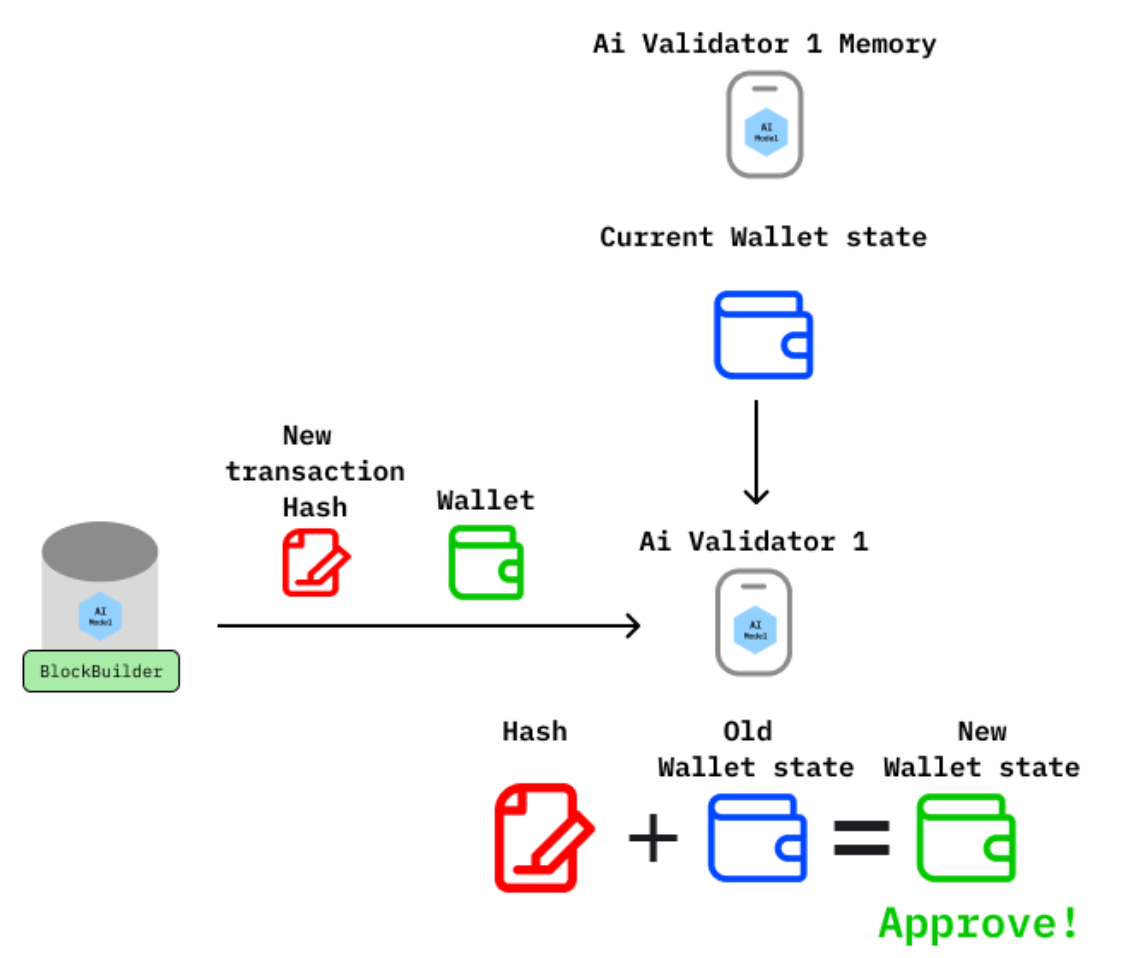 Ai Validator 1 Memory
AI
Model
Current Wallet state
New
transaction
Hash
Wallet
Ai Validator 1
AI
Model
AI
Model
BlockBuilder
Hash
Old
Wallet state
New
Wallet state
Approve!